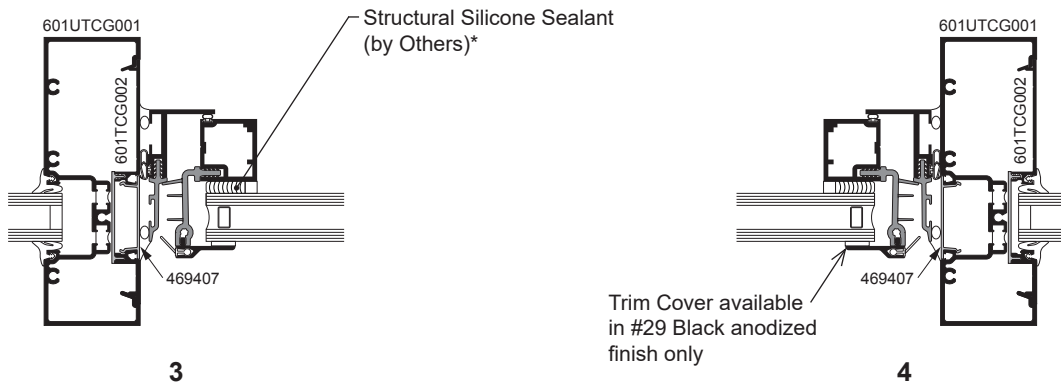 601UTCG001
601TCG002
Structural Silicone Sealant
(by Others)*
469407
3
601UTCG001
601TCG002
469407
Trim Cover available
in #29 Black anodized
finish only
4